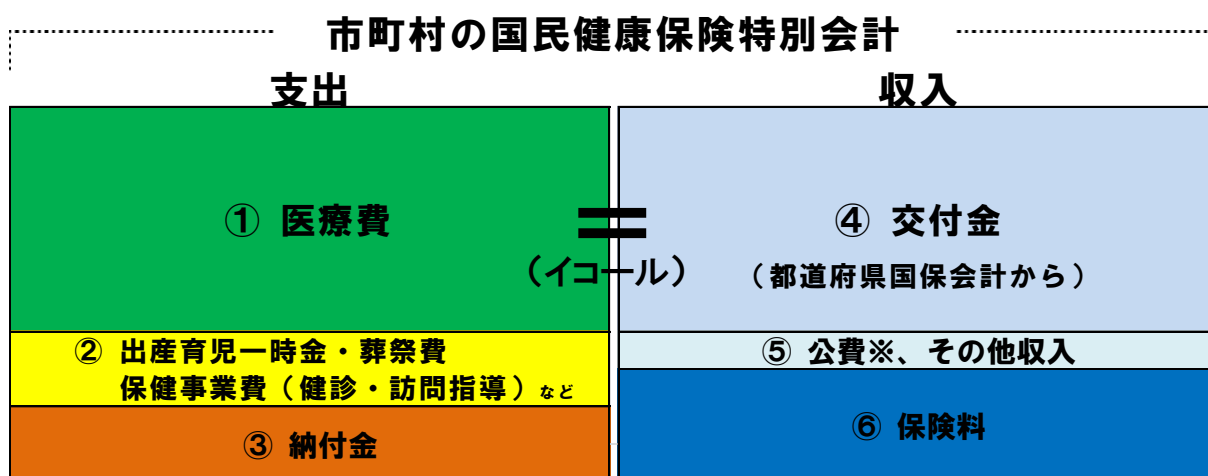 市町村の国民健康保険特別会計
支出
収入
① 医療費
＝
（イコール）
④ 交付金
（都道府県国保会計から）
② 出産育児一時金・葬祭費
保健事業費（健診・訪問指導）など
⑤ 公費※、その他収入
③ 納付金
⑥ 保険料